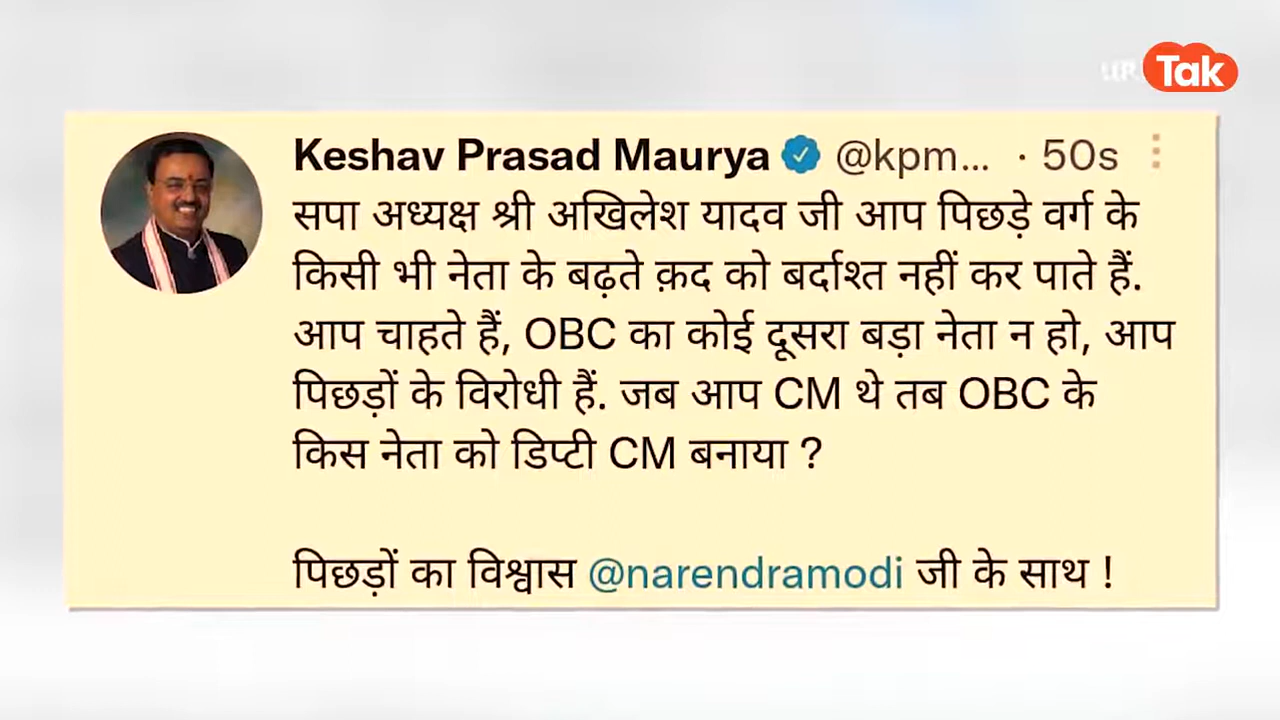 UP Tak
Keshav Prasad Maurya @kpm... · 50s
सपा अध्यक्ष श्री अखिलेश यादव जी आप पिछड़े वर्ग के
किसी भी नेता के बढ़ते क़द को बर्दाश्त नहीं कर पाते हैं.
आप चाहते हैं, OBC का कोई दूसरा बड़ा नेता न हो, आप
पिछड़ों के विरोधी हैं. जब आप CM थे तब OBC के
किस नेता को डिप्टी CM बनाया ?
पिछड़ों का विश्वास @narendramodi जी के साथ !